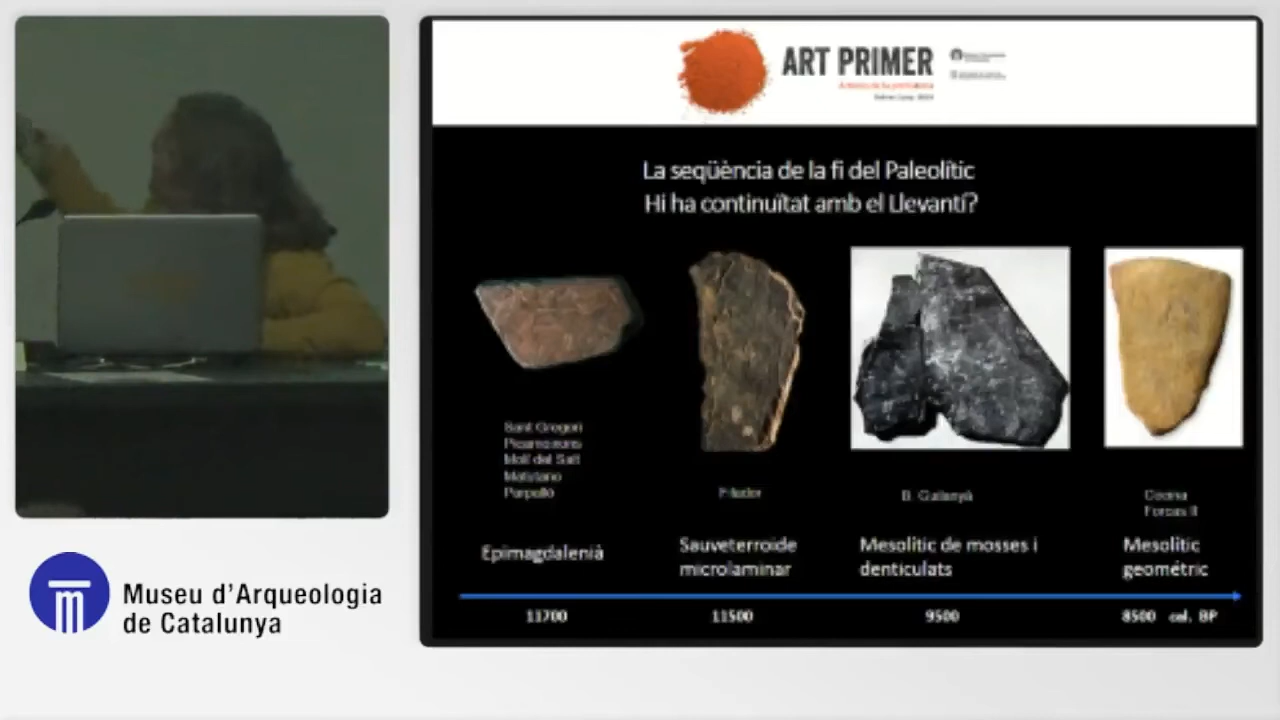 ART PRIMER
La seqüència de la fi del Paleolític
Hi ha continuïtat amb el Llevantí?
Sant Gregori
Molí del Salt
Parpalló
Filador
B. Guilanyà
Cocina
Forcas II
Epimagdalenià
Sauveterroide
microlaminar
Mesolític de mosses i
denticulats
Mesolític
geomètric
11700
11500
9500
8500 cal. BP
Museu d'Arqueologia
de Catalunya